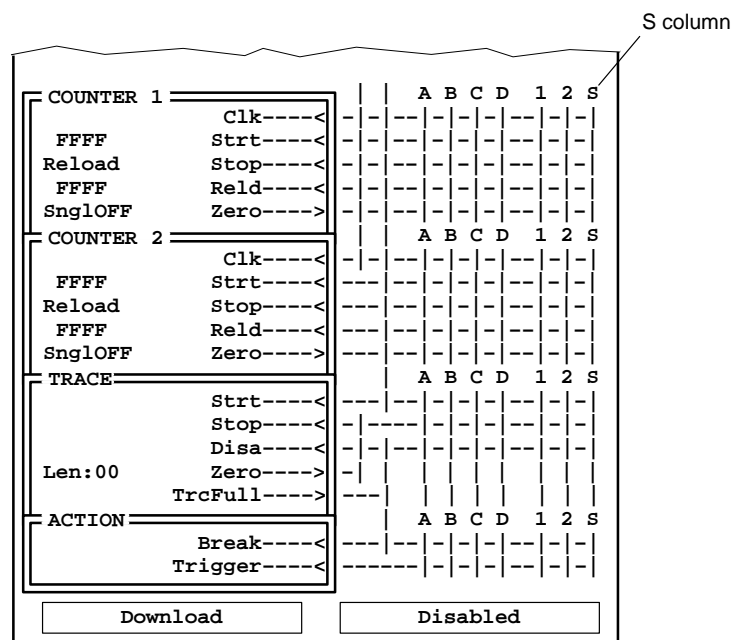 S column
COUNTER 1 | | A B C D 1 2 S
Clk----< -|-|--|-|-|-|--|-|-|
FFFF Strt----< -|-|--|-|-|-|--|-|-|
Reload Stop----< -|-|--|-|-|-|--|-|-|
FFFF Reld----< -|-|--|-|-|-|--|-|-|
SnglOFF Zero----> -|-|--|-|-|-|--|-|-|
COUNTER 2 | | A B C D 1 2 S
Clk----< -|-|--|-|-|-|--|-|-|
FFFF Strt----< ---|--|-|-|-|--|-|-|
Reload Stop----< ---|--|-|-|-|--|-|-|
FFFF Reld----< ---|--|-|-|-|--|-|-|
SnglOFF Zero----> ---|--|-|-|-|--|-|-|
TRACE | A B C D 1 2 S
Strt----< ---|--|-|-|-|--|-|-|
Stop----< -|----|-|-|-|--|-|-|
Disa----< -|-|--|-|-|-|--|-|-|
Len:00 Zero----> -| | | | | | | | |
TrcFull----> ---| | | | | | | |
ACTION | A B C D 1 2 S
Break----< ---|--|-|-|-|--|-|-|
Trigger----< ------|-|-|-|--|-|-|
Download Disabled